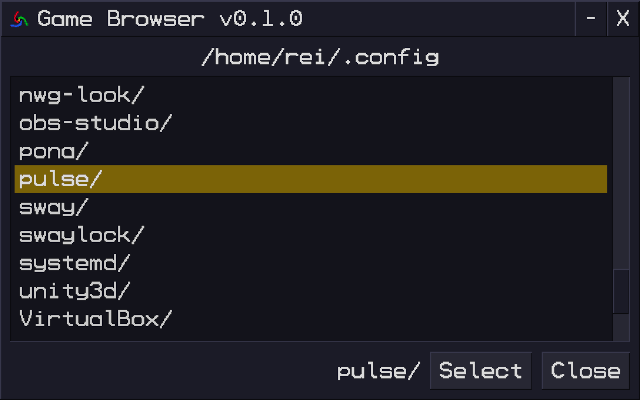 Game Browser v0.1.0 - X
/home/rei/.config
nwg-look/
obs-studio/
pona/
pulse/
sway/
swaylock/
systemd/
unity3d/
VirtualBox/
pulse/ Select Close